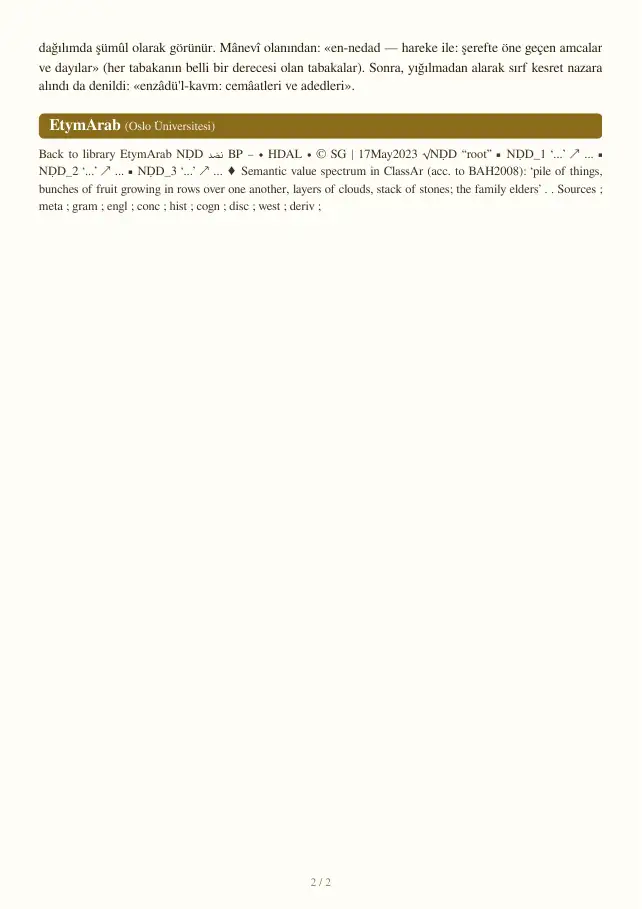 dağılımda şümûl olarak görünür. Mânevî olanından: «en-nedad — hareke ile: şerefte öne geçen amcalar
ve dayılar» (her tabakanın belli bir derecesi olan tabakalar). Sonra, yığılmadan alarak sırf kesret nazara
alındı da denildi: «enzâdü'l-kavm: cemâatleri ve adedleri».
EtymArab (Oslo Üniversitesi)
Back to library EtymArab NḌD نضد BP – • HDAL • © SG | 17May2023 √NḌD “root” ▪ NḌD_1 ‘...’ ↗ ... ▪
NḌD_2 ‘...’ ↗ ... ▪ NḌD_3 ‘...’ ↗ ... ♦ Semantic value spectrum in ClassAr (acc. to BAH2008): ‘pile of things,
bunches of fruit growing in rows over one another, layers of clouds, stack of stones; the family elders’ . . Sources ;
meta ; gram ; engl ; conc ; hist ; cogn ; disc ; west ; deriv ;
2 / 2